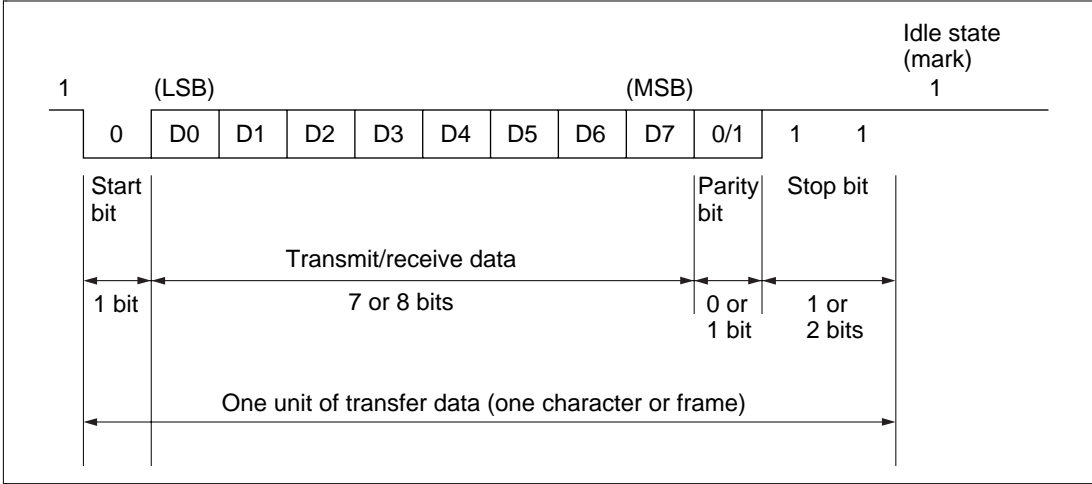 Idle state
(mark)
1 (LSB) (MSB) 1
0 D0 D1 D2 D3 D4 D5 D6 D7 0/1 1 1
Start
bit
Parity
bit
Stop bit
Transmit/receive data
1 bit
7 or 8 bits
0 or
1 bit
1 or
2 bits
One unit of transfer data (one character or frame)